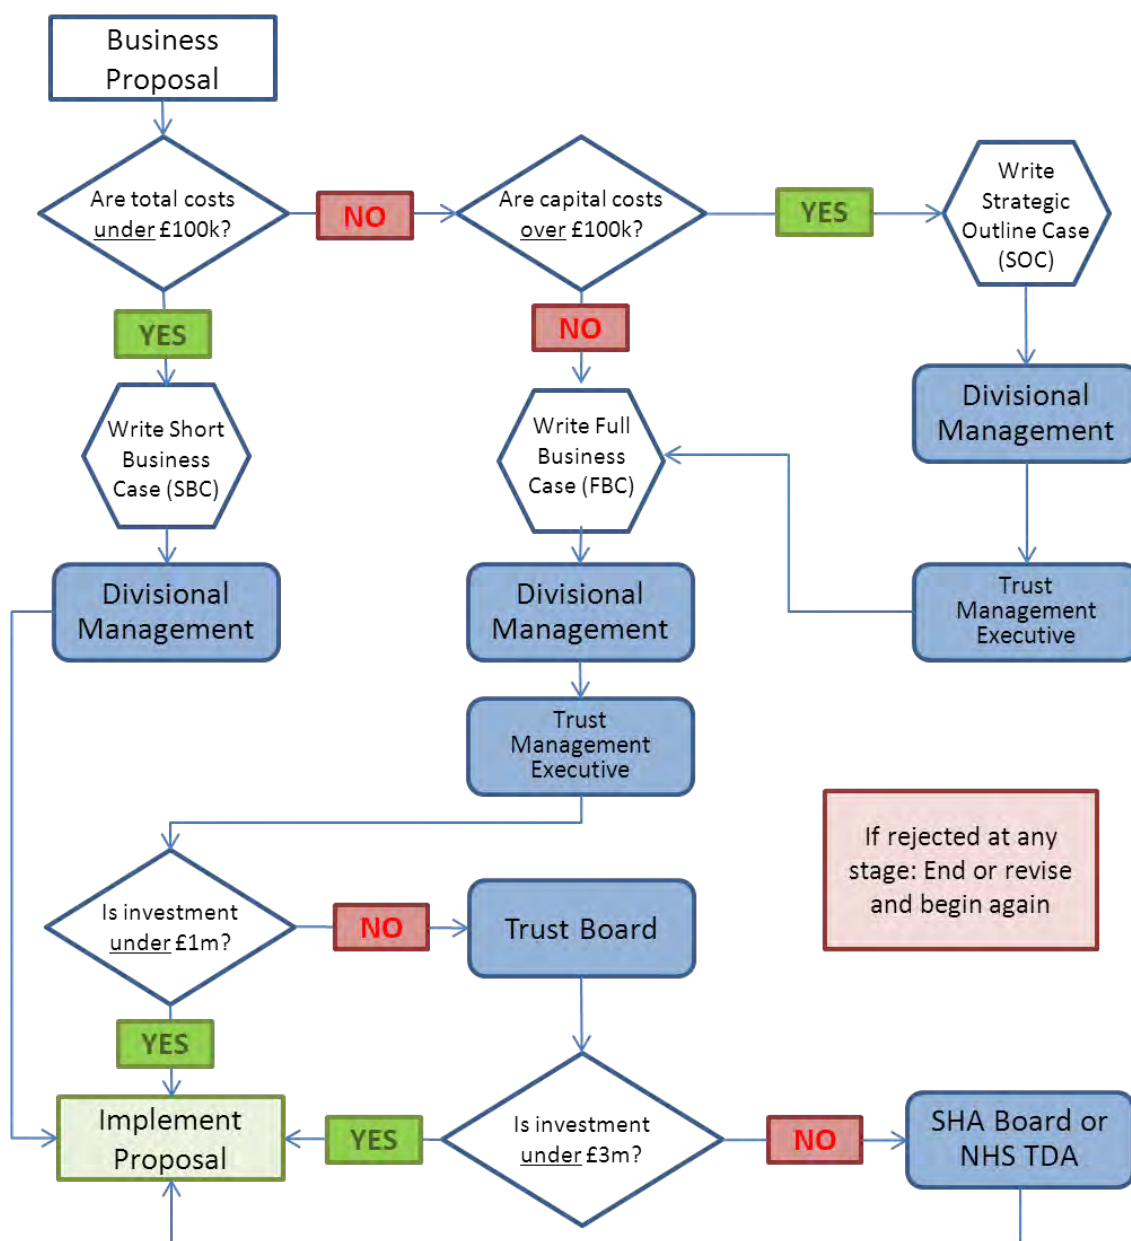 Business
Proposal
Are total costs
under £100k?
NO
Are capital costs
over £100k?
YES
Write
Strategic
Outline Case
(SOC)
YES
NO
Divisional
Management
Write Short
Business
Case (SBC)
Write Full
Business
Case (FBC)
Divisional
Management
Divisional
Management
Trust
Management
Executive
Trust
Management
Executive
If rejected at any
stage: End or revise
and begin again
Is investment
under £1m?
NO
Trust Board
YES
Implement
Proposal
YES
Is investment
under £3m?
NO
SHA Board or
NHS TDA